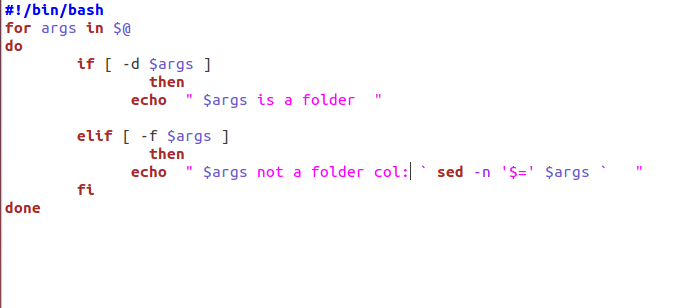 #!/bin/bash
for args in $@
do
        if [ -d $args ]
                then
              echo  " $args is a folder  "

        elif [ -f $args ]
                then
              echo  " $args not a folder col: ` sed -n '$=' $args `   "
        fi
done